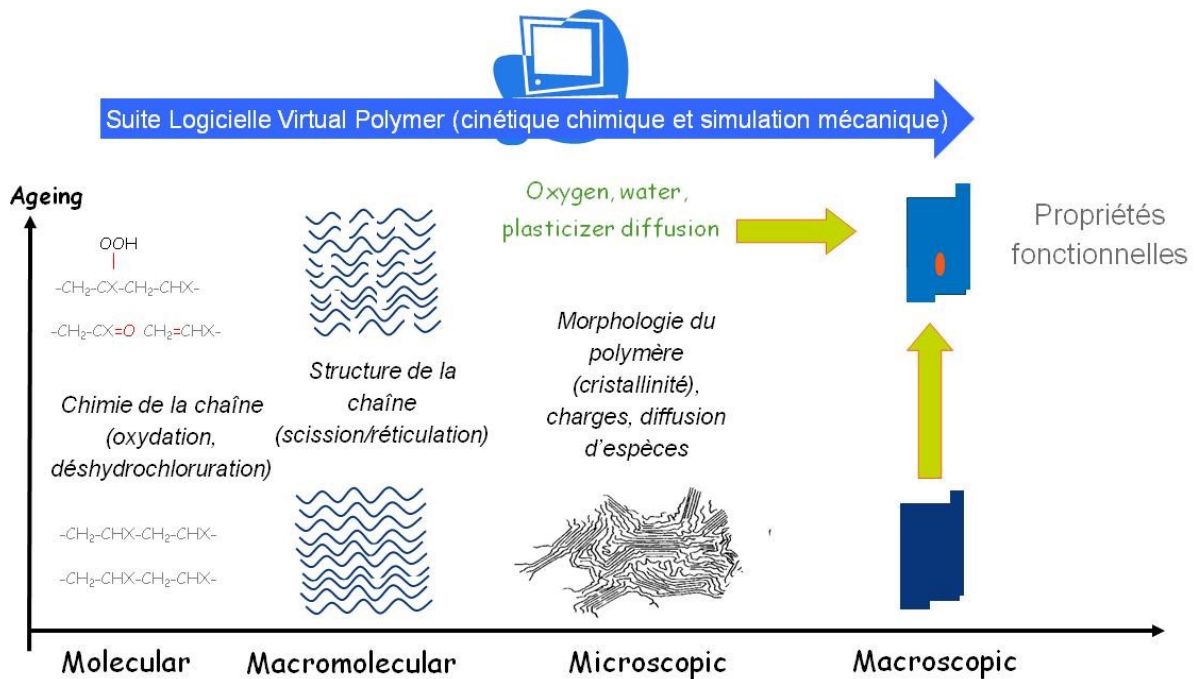 Suite Logicielle Virtual Polymer (cinétique chimique et simulation mécanique)
Ageing
OOH
-CH₂-CX-CH₂-CHX-
-CH₂-CX=O CH₂=CHX-
Chimie de la chaîne
(oxydation,
déshydrochloruration)
-CH₂-CHX-CH₂-CHX-
-CH₂-CHX-CH₂-CHX-
Structure de la
chaîne
(scission/réticulation)
Oxygen, water,
plasticizer diffusion
Morphologie du
polymère
(cristallinité),
charges, diffusion
d'espèces
Propriétés
fonctionnelles
Molecular
Macromolecular
Microscopic
Macroscopic